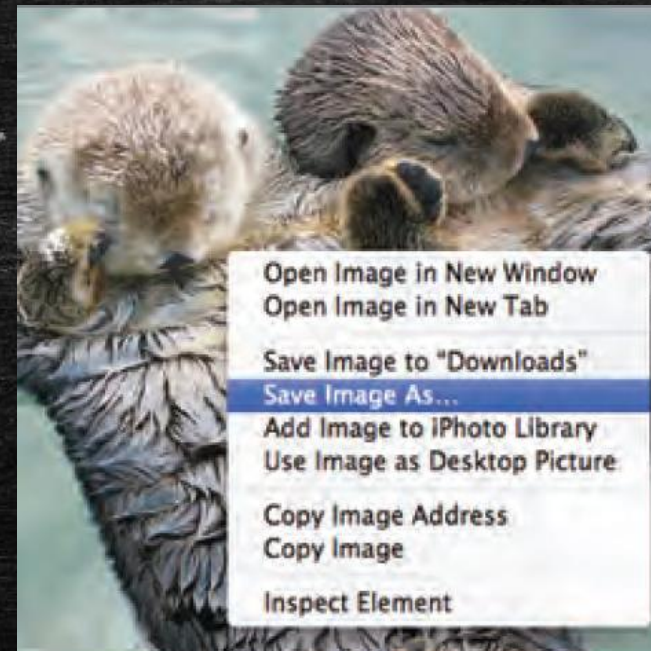 Open Image in New Window
Open Image in New Tab
Save Image to "Downloads"
Save Image As...
Add Image to iPhoto Library
Use Image as Desktop Picture
Copy Image Address
Copy Image
Inspect Element